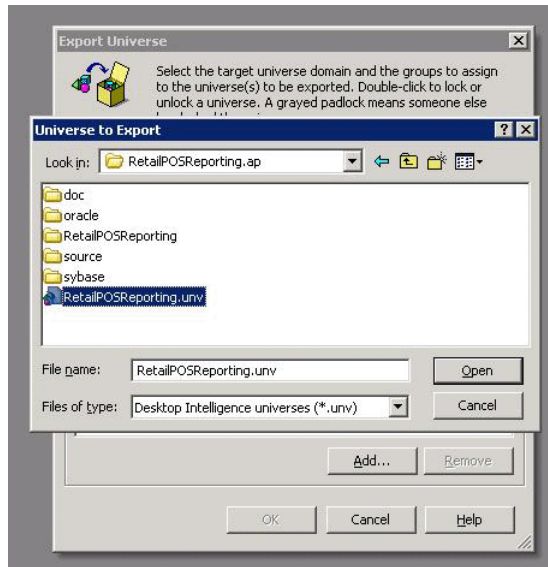 Export Universe
Select the target universe domain and the groups to assign
to the universe(s) to be exported. Double-click to lock or
unlock a universe. A grayed padlock means someone else
Universe to Export
Look in: RetailPOSReporting.ap
doc
oracle
RetailPOSReporting
source
sybase
RetailPOSReporting.unv
File name: RetailPOSReporting.unv Open
Files of type: Desktop Intelligence universes (*.unv) Cancel
Add... Remove
OK Cancel Help